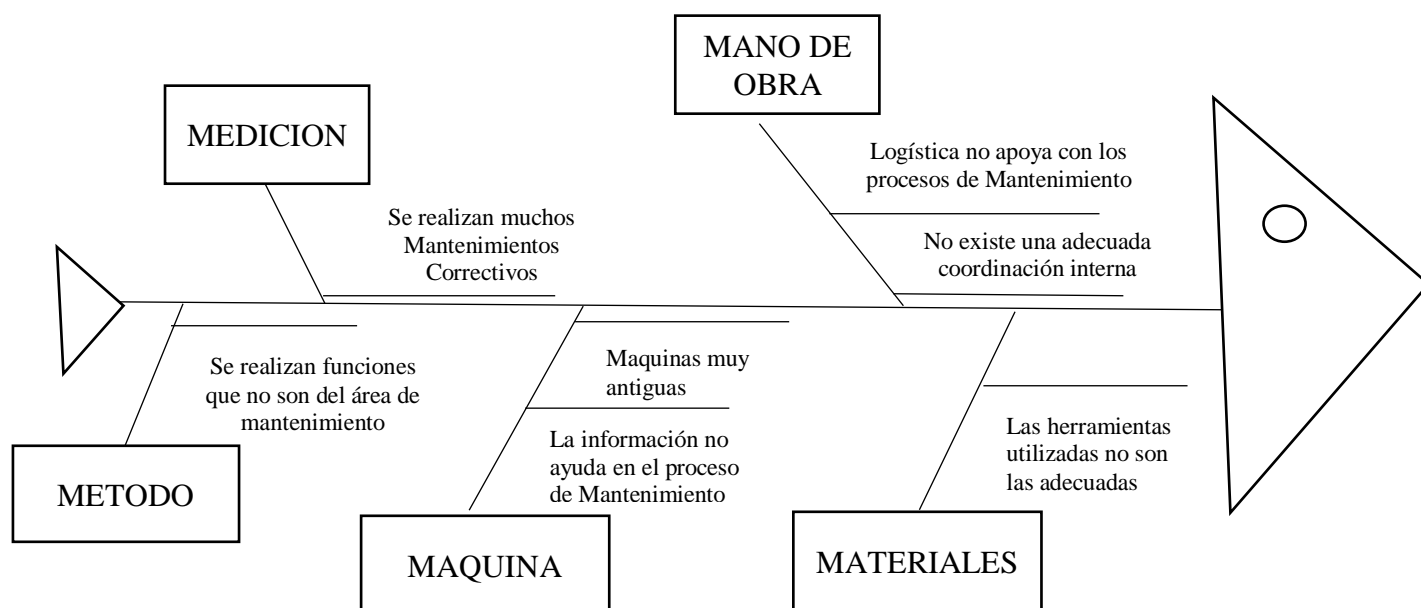 MANO DE
OBRA
MEDICION
Logística no apoya con los
procesos de Mantenimiento
Se realizan muchos
Mantenimientos
Correctivos
No existe una adecuada
coordinación interna
Se realizan funciones
que no son del área de
mantenimiento
Maquinas muy
antiguas
La información no
ayuda en el proceso
de Mantenimiento
Las herramientas
utilizadas no son
las adecuadas
METODO
MAQUINA
MATERIALES